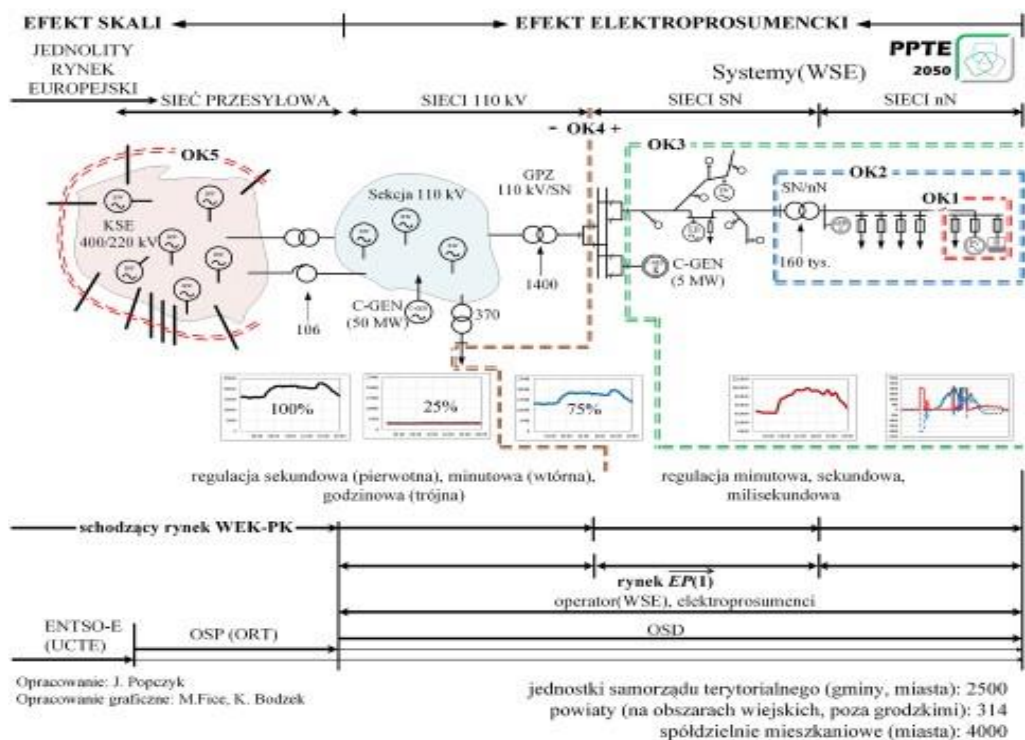 EFEKT SKALI
EFEKT ELEKTROPROSUMENCKI
JEDNOLITY
RYNEK
EUROPEJSKI
PPTE
2050
Systemy(WSE)
SIEĆ PRZESYŁOWA
SIECI 110 kV
SIECI SN
SIECI nN
- OK4 +
OK5
OK3
GPZ
110 kV/SN
OK2
SN/nN
OK1
Sekcja 110 kV
KSE
400/220 kV
160 tys.
C-GEN
(5 MW)
1400
C-GEN
(50 MW)
370
106
100%
25%
75%
regulacja sekundowa (pierwotna), minutowa (wtórna),
godzinowa (trójna)
regulacja minutowa, sekundowa,
milisekundowa
schodzący rynek WEK-PK
rynek EP(1)
operator(WSE), elektroprosumenci
ENTSO-E
(UCTE)
OSP (ORT)
OSD
Opracowanie: J. Popczyk
Opracowanie graficzne: M.Fice, K. Bodzek
jednostki samorządu terytorialnego (gminy, miasta): 2500
powiaty (na obszarach wiejskich, poza grodzkimi): 314
spółdzielnie mieszkaniowe (miasta): 4000